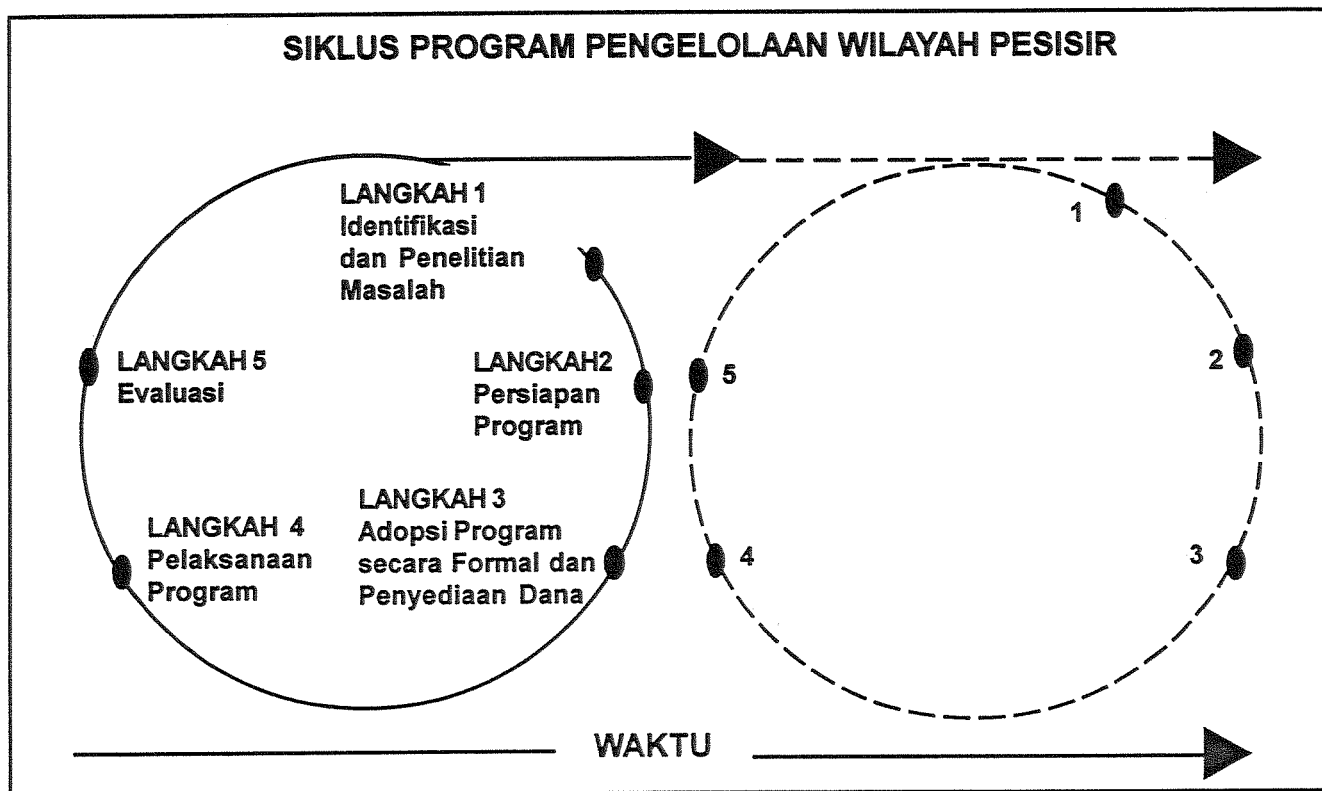 SIKLUS PROGRAM PENGELOLAAN WILAYAH PESISIR
LANGKAH 1
Identifikasi
dan Penelitian
Masalah
LANGKAH2
Persiapan
Program
LANGKAH 3
Adopsi Program
secara Formal dan
Penyediaan Dana
LANGKAH 4
Pelaksanaan
Program
LANGKAH 5
Evaluasi
1
2
3
4
5
WAKTU